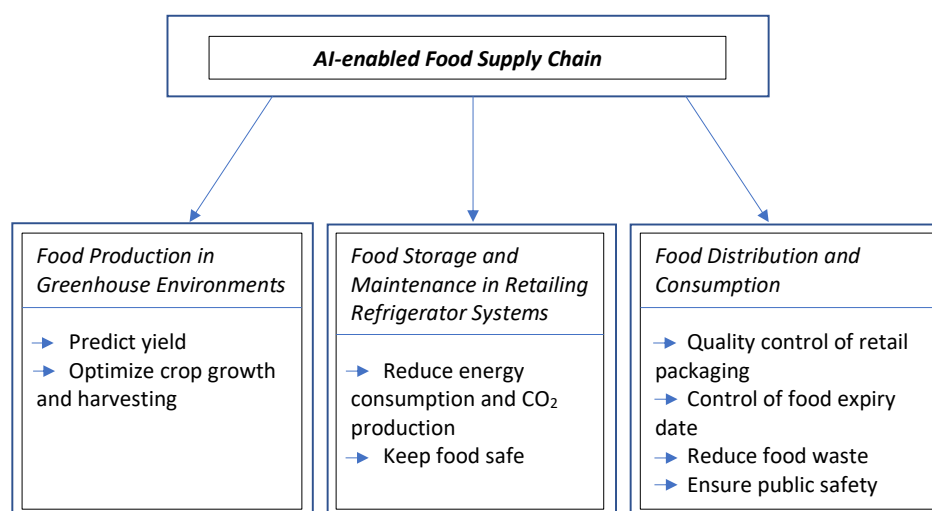 AI-enabled Food Supply Chain
Food Production in
Greenhouse Environments
Predict yield
Optimize crop growth
and harvesting
Food Storage and
Maintenance in Retailing
Refrigerator Systems
Reduce energy
consumption and CO₂
production
Keep food safe
Food Distribution and
Consumption
Quality control of retail
packaging
Control of food expiry
date
Reduce food waste
Ensure public safety